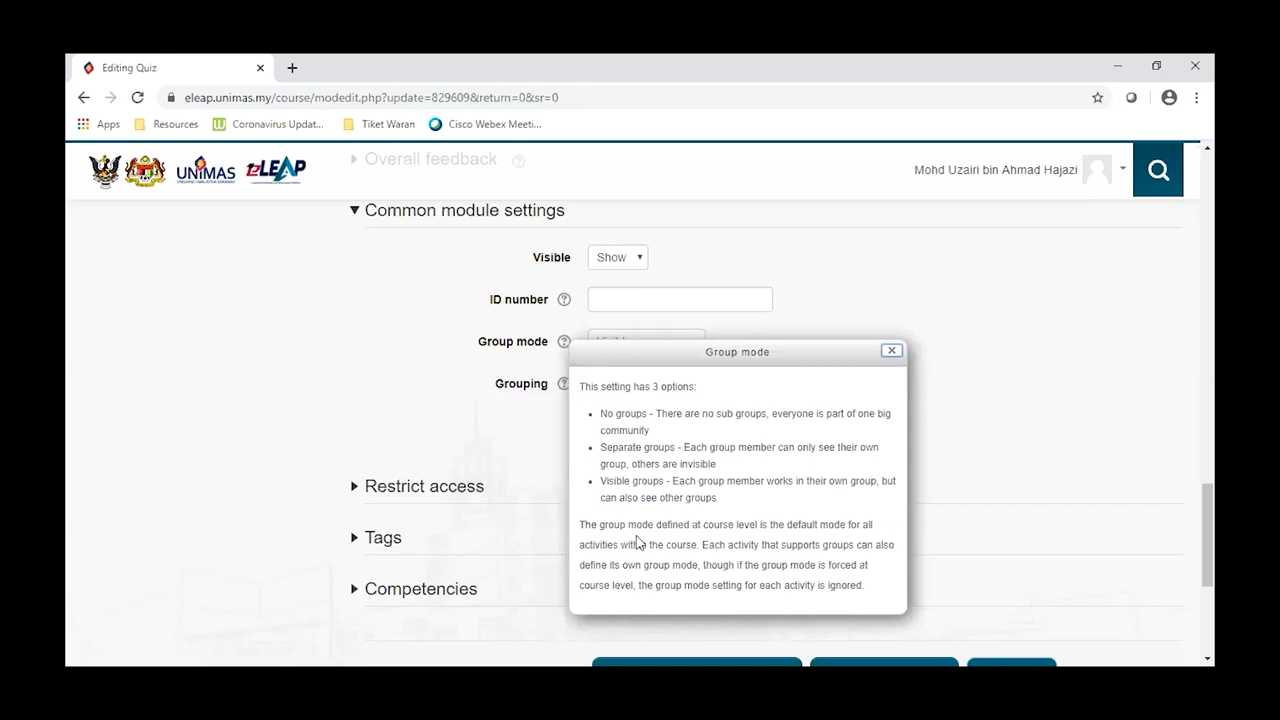 Editing Quiz
eleap.unimas.my/course/modedit.php?update=829609&return=0&sr=0
Apps Resources Coronavirus Updat... Tiket Waran Cisco Webex Meeti...
Overall feedback
UNIMAS
eLEAP
Mohd Uzairi bin Ahmad Hajazi
Common module settings
Visible Show
ID number
Group mode
Grouping
Group mode
This setting has 3 options:
No groups - There are no sub groups, everyone is part of one big
community
Separate groups - Each group member can only see their own
group, others are invisible
Visible groups - Each group member works in their own group, but
can also see other groups
The group mode defined at course level is the default mode for all
activities within the course. Each activity that supports groups can also
define its own group mode, though if the group mode is forced at
course level, the group mode setting for each activity is ignored.
Restrict access
Tags
Competencies